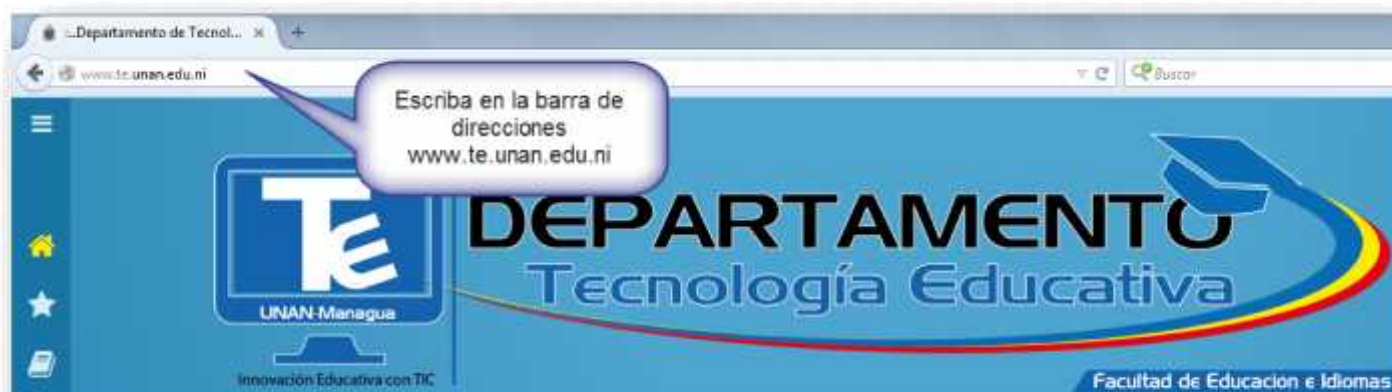 :..Departamento de Tecnol... × +
www.te.unan.edu.ni
Buscar
Escriba en la barra de
direcciones
www.te.unan.edu.ni
TE
UNAN-Managua
Innovación Educativa con TIC
DEPARTAMENTO
Tecnología Educativa
Facultad de Educación e Idiomas